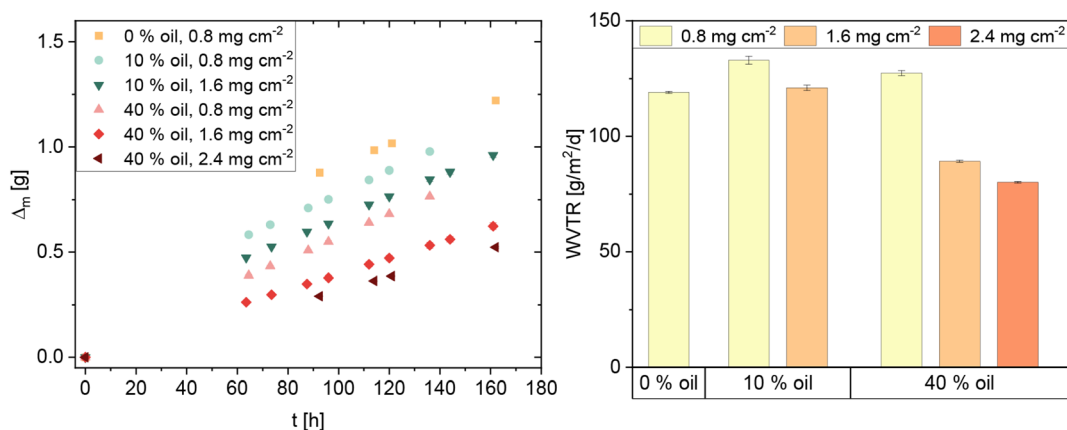 1.5
1.0
0.5
0.0
Δm [g]
0 % oil, 0.8 mg cm-2
10 % oil, 0.8 mg cm-2
10 % oil, 1.6 mg cm-2
40 % oil, 0.8 mg cm-2
40 % oil, 1.6 mg cm-2
40 % oil, 2.4 mg cm-2
0 20 40 60 80 100 120 140 160 180
t [h]
150
100
50
0
WVTR [g/m²/d]
0.8 mg cm-2 1.6 mg cm-2 2.4 mg cm-2
0 % oil 10 % oil 40 % oil